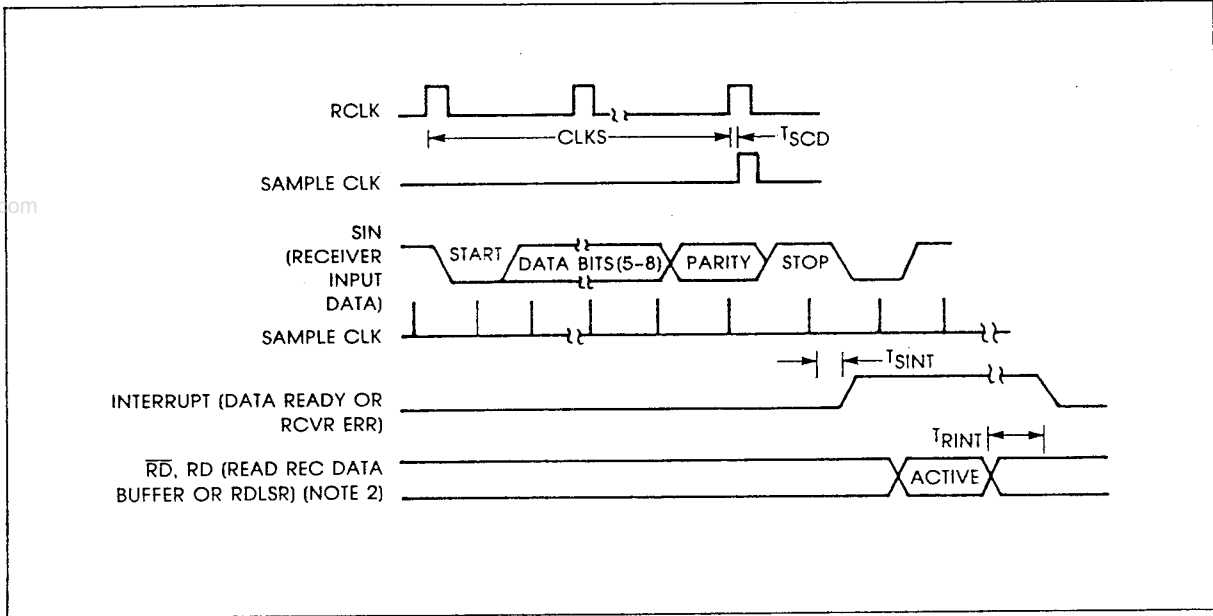 RCLK
CLKS
TSCD
SAMPLE CLK
com
SIN
(RECEIVER
INPUT
DATA)
START
DATA BITS (5-8)
PARITY
STOP
SAMPLE CLK
TSINT
INTERRUPT (DATA READY OR
RCVR ERR)
TRINT
RD, RD (READ REC DATA
BUFFER OR RDLSR) (NOTE 2)
ACTIVE